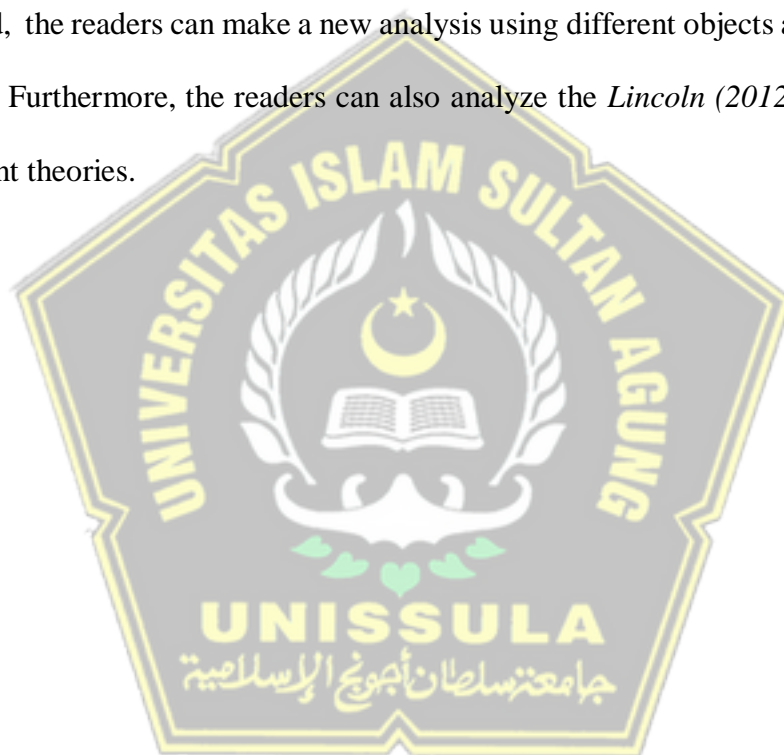 the readers can make a new analysis using different objects
Furthermore, the readers can also analyze the Lincoln (2012
theories.
UNIVERSITAS ISLAM SULTAN AGUNG
UNISSULA
جامعة سلطان أجونج الإسلامية